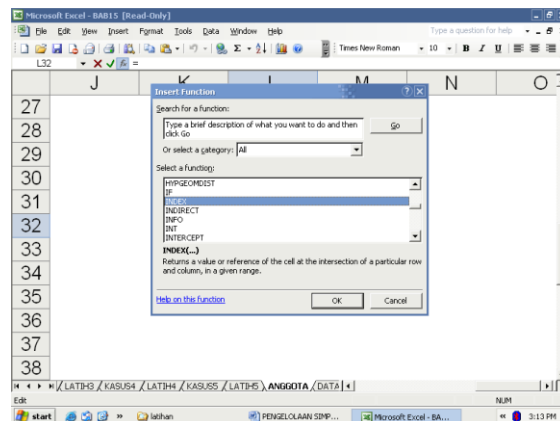 Microsoft Excel - BAB15 [Read-Only]
File Edit View Insert Format Tools Data Window Help Type a question for help
Times New Roman 10 B I U
L32 =
J K L M N O
27
28
29
30
31
32
33
34
35
36
37
38
Insert Function
Search for a function:
Type a brief description of what you want to do and then click Go
Go
Or select a category: All
Select a function:
HYPGEOMDIST
IF
INDEX
INDIRECT
INFO
INT
INTERCEPT
INDEX(...)
Returns a value or reference of the cell at the intersection of a particular row and column, in a given range.
Help on this function
OK Cancel
LATIH3 KASUS4 LATIH4 KASUS5 LATIH5 ANGGOTA DATA
Edit NUM
start latihan PENGELOLAAN SIMP... Microsoft Excel - BA... 3:13 PM